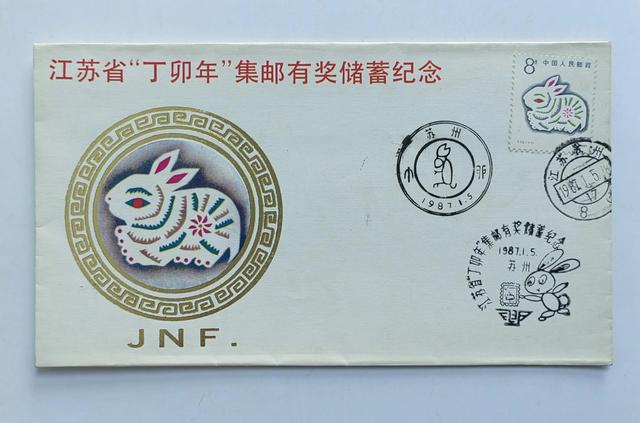 江苏省“丁卯年”集邮有奖储蓄纪念
8分 中国人民邮政
苏州
1987.1.5
江苏苏州
1987.1.5.
17
8
江苏省“丁卯年”集邮有奖储蓄纪念
1987.1.5.
苏州
JNF.